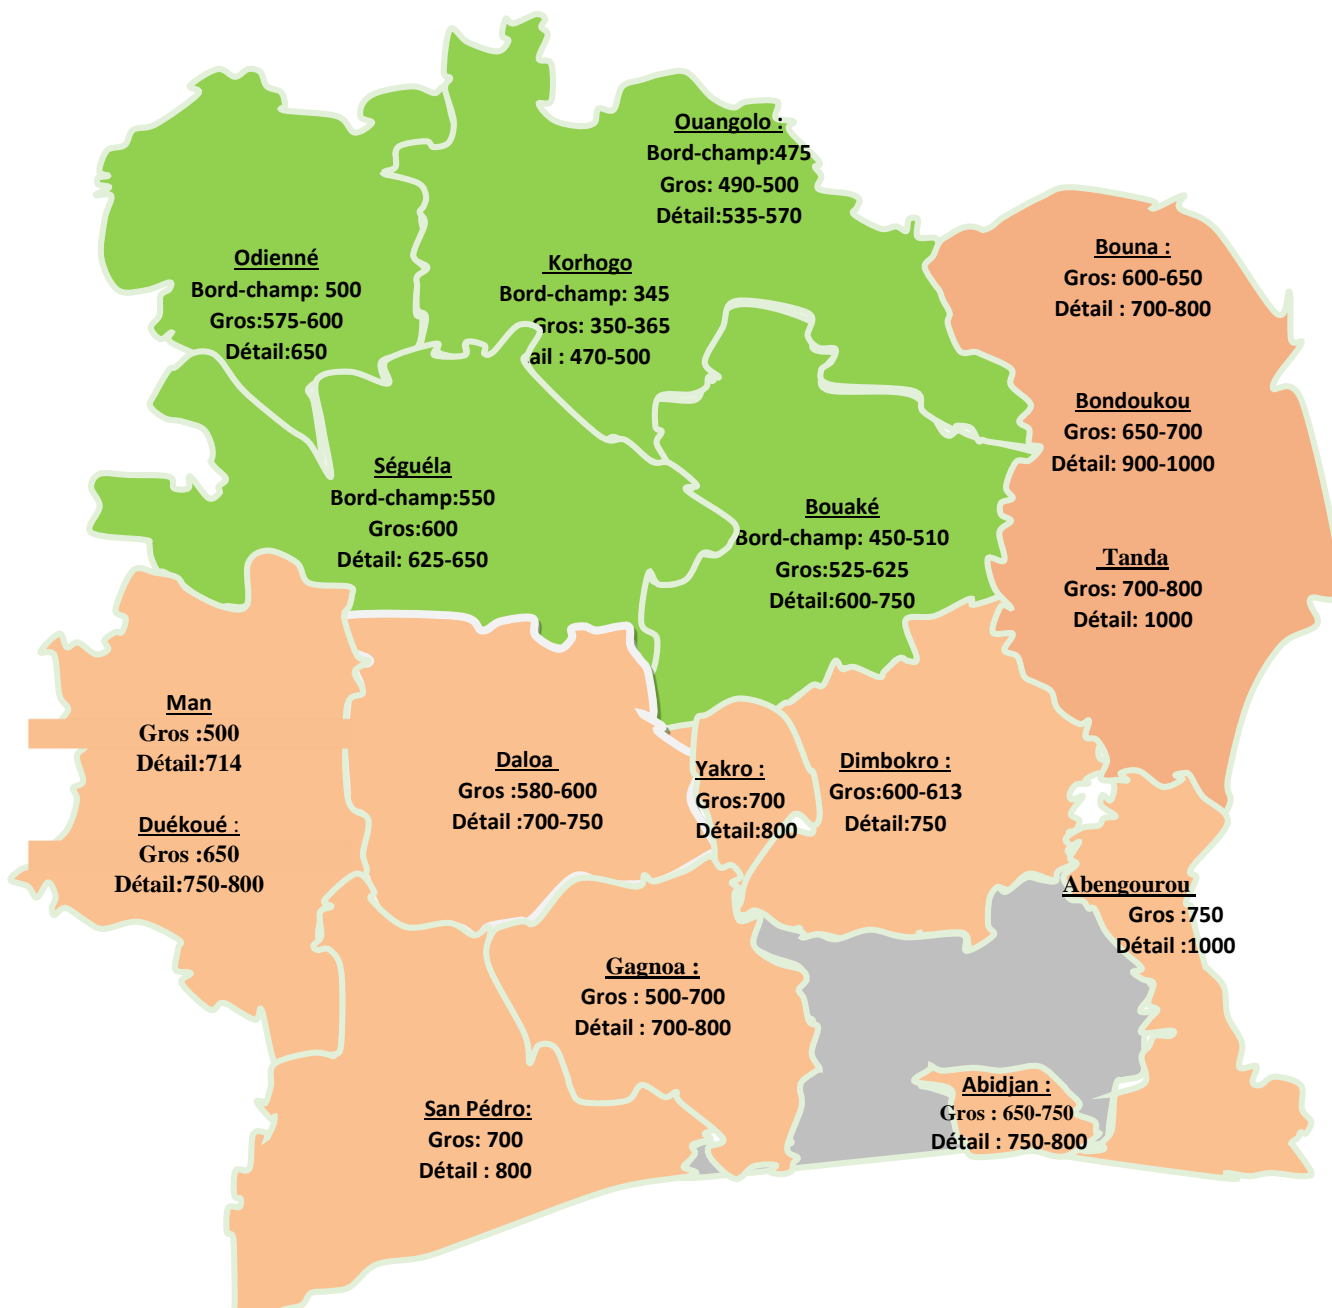 Ouangolo :
Bord-champ:475
Gros: 490-500
Détail:535-570
Bouna :
Gros: 600-650
Détail : 700-800
Odienné
Bord-champ: 500
Gros:575-600
Détail:650
Korhogo
Bord-champ: 345
Gros: 350-365
ail : 470-500
Bondoukou
Gros: 650-700
Détail: 900-1000
Séguéla
Bord-champ:550
Gros:600
Détail: 625-650
Bouaké
Bord-champ: 450-510
Gros:525-625
Détail:600-750
Tanda
Gros: 700-800
Détail: 1000
Man
Gros :500
Détail:714
Duékoué :
Gros :650
Détail:750-800
Daloa
Gros :580-600
Détail :700-750
Yakro :
Gros:700
Détail:800
Dimbokro :
Gros:600-613
Détail:750
Abengourou
Gros :750
Détail :1000
Gagnoa :
Gros : 500-700
Détail : 700-800
San Pédro:
Gros: 700
Détail : 800
Abidjan :
Gros : 650-750
Détail : 750-800